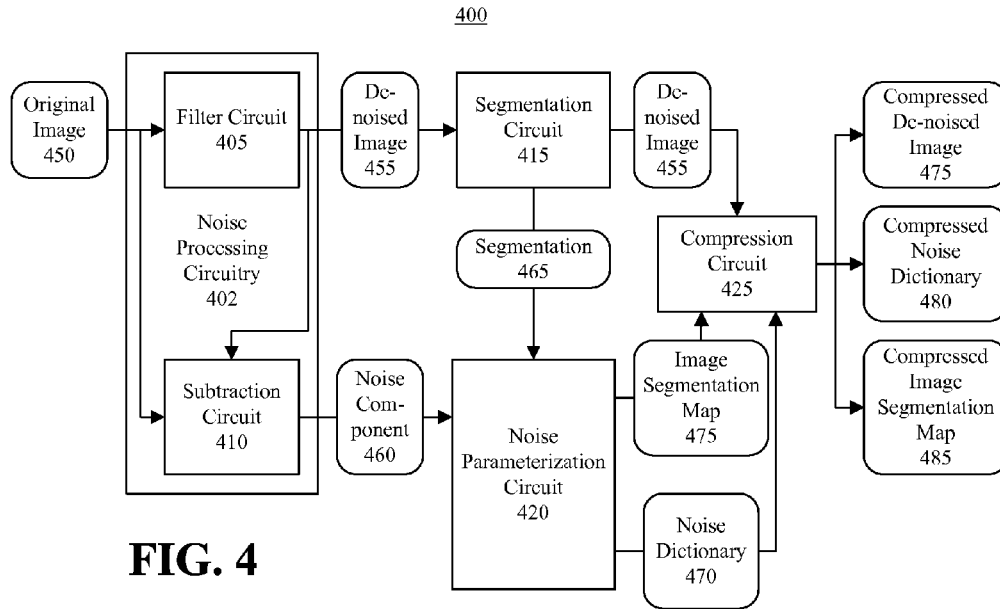 400
Original
Image
450
Filter Circuit
405
De-
noised
Image
455
Segmentation
Circuit
415
De-
noised
Image
455
Compressed
De-noised
Image
475
Noise
Processing
Circuitry
402
Segmentation
465
Compression
Circuit
425
Compressed
Noise
Dictionary
480
Subtraction
Circuit
410
Noise
Com-
ponent
460
Noise
Parameterization
Circuit
420
Image
Segmentation
Map
475
Compressed
Image
Segmentation
Map
485
Noise
Dictionary
470
FIG. 4